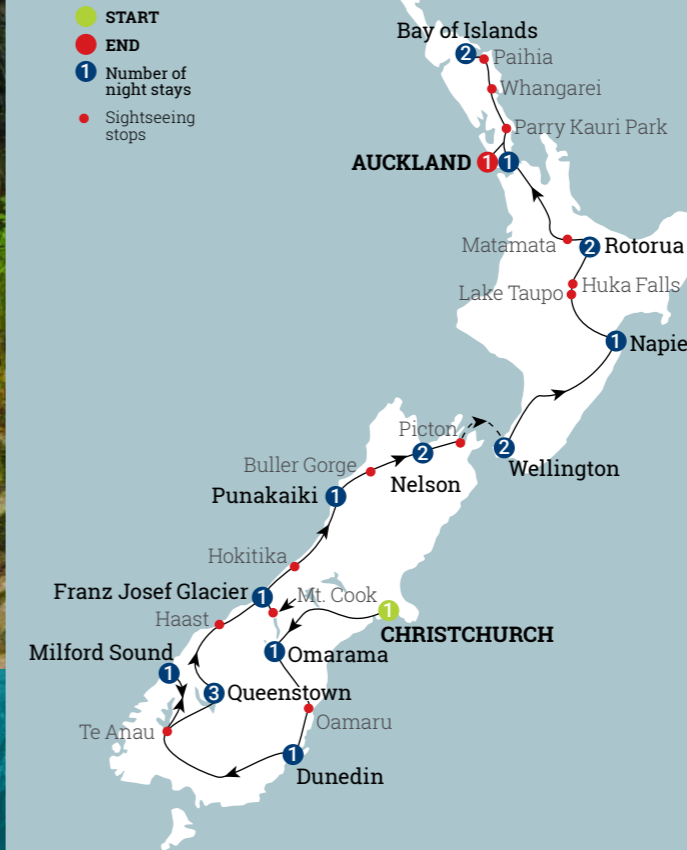 START
END
1 Number of
night stays
Sightseeing
stops
Bay of Islands
2 Paihia
Whangarei
Parry Kauri Park
AUCKLAND 1 1
Matamata 2 Rotorua
Huka Falls
Lake Taupo
1 Napie
Picton
2 2
Wellington
Nelson
Buller Gorge
Punakaiki 1
Hokitika
Franz Josef Glacier 1
Mt. Cook
Haast
1
CHRISTCHURCH
Milford Sound 1
1 Omarama
3 Queenstown
Oamaru
Te Anau
1
Dunedin